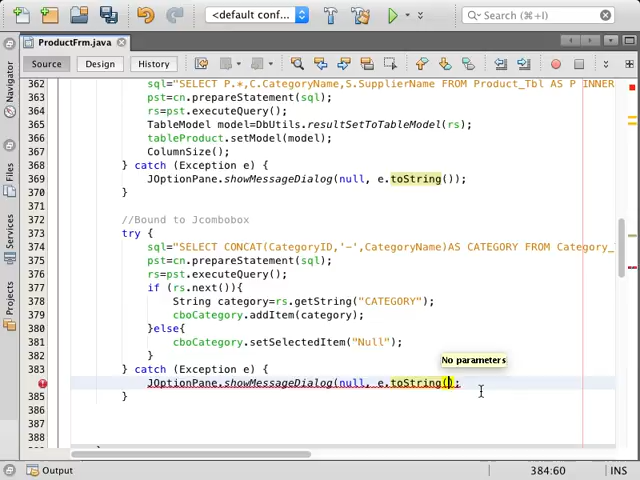 <default conf...
Search (⌘+I)
ProductFrm.java
Source
Design
History
Navigator
Files
Services
Projects
362 sql="SELECT P.*,C.CategoryName,S.SupplierName FROM Product_Tbl AS P INNER
363 pst=cn.prepareStatement(sql);
364 rs=pst.executeQuery();
365 TableModel model=DbUtils.resultSetToTableModel(rs);
366 tableProduct.setModel(model);
367 ColumnSize();
368 } catch (Exception e) {
369 JOptionPane.showMessageDialog(null, e.toString());
370 }
371
372 //Bound to Jcombobox
373 try {
374 sql="SELECT CONCAT(CategoryID,'-',CategoryName)AS CATEGORY FROM Category_
375 pst=cn.prepareStatement(sql);
376 rs=pst.executeQuery();
377 if (rs.next()){
378 String category=rs.getString("CATEGORY");
379 cboCategory.addItem(category);
380 }else{
381 cboCategory.setSelectedItem("Null");
382 }
No parameters
383 } catch (Exception e) {
JOptionPane.showMessageDialog(null, e.toString();
385 }
386
387
388
Output
384:60
INS